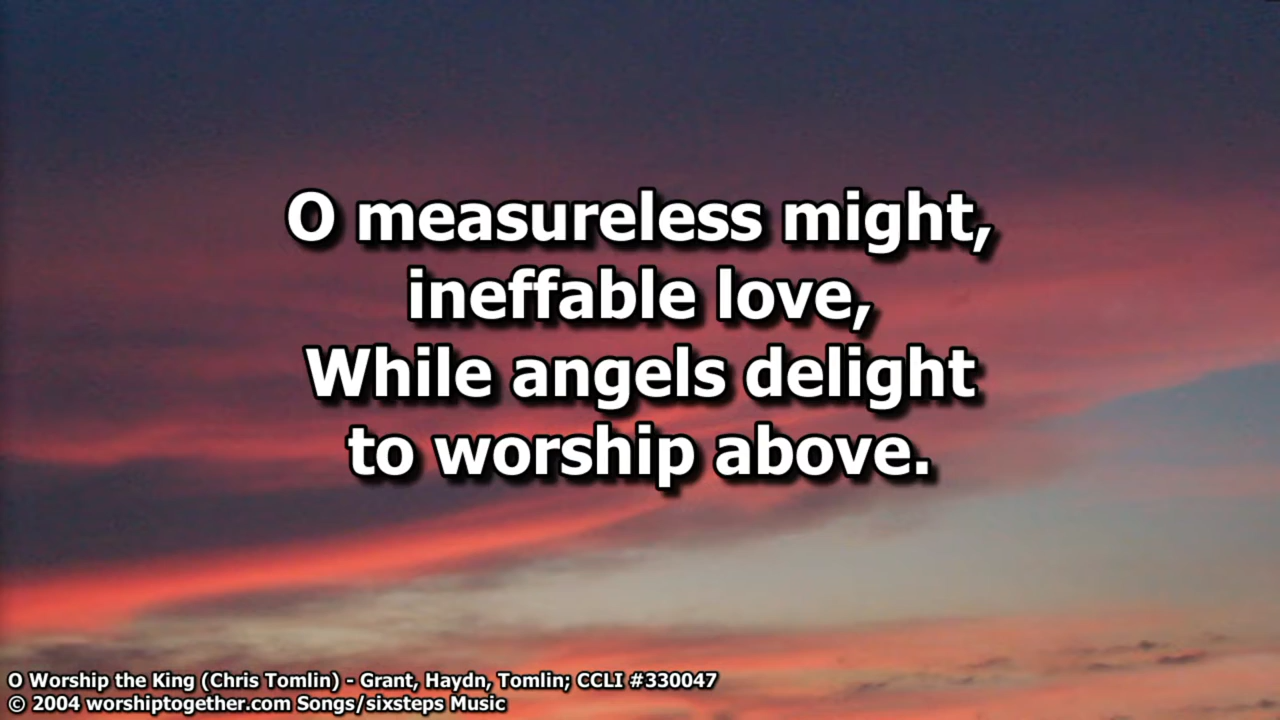 O measureless might,
ineffable love,
While angels delight
to worship above.
O Worship the King (Chris Tomlin) - Grant, Haydn, Tomlin; CCLI #330047
© 2004 worshiptogether.com Songs/sixsteps Music